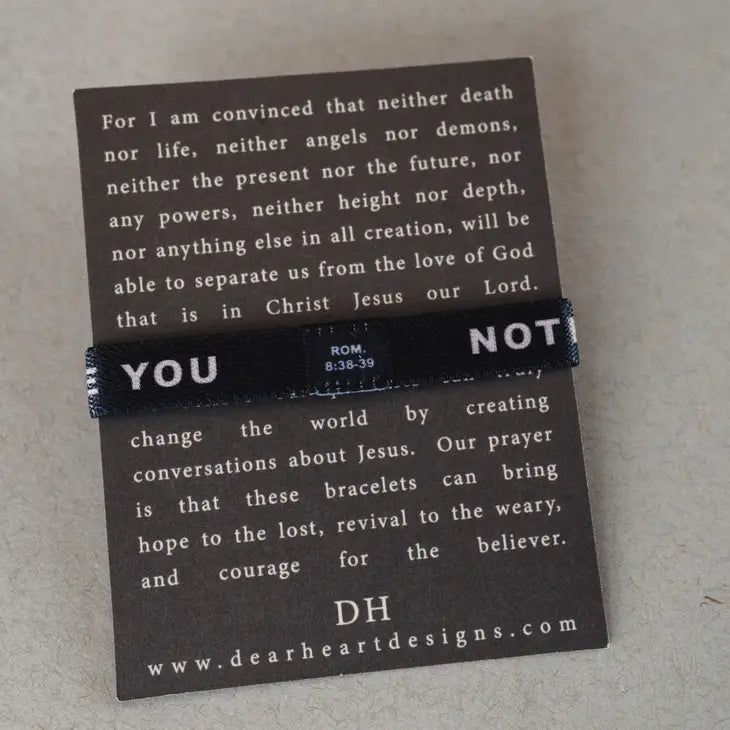 For I am convinced that neither death
nor life, neither angels nor demons,
neither the present nor the future, nor
any powers, neither height nor depth,
nor anything else in all creation, will be
able to separate us from the love of God
that is in Christ Jesus our Lord.
YOU ROM. NOT
8:38-39
change the world by creating
conversations about Jesus. Our prayer
is that these bracelets can bring
hope to the lost, revival to the weary,
and courage for the believer.
DH
www.dearheartdesigns.com